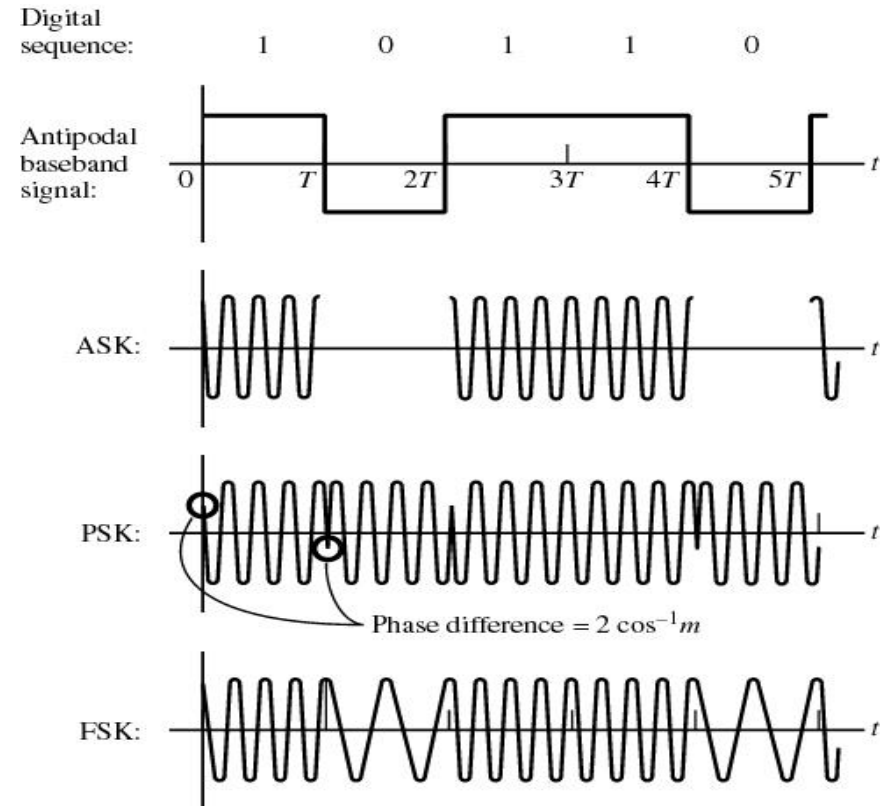 Digital
sequence: 1 0 1 1 0
Antipodal
baseband
signal:
0 T 2T 3T 4T 5T t
ASK: t
PSK: t
Phase difference = 2 cos⁻¹m
FSK: t